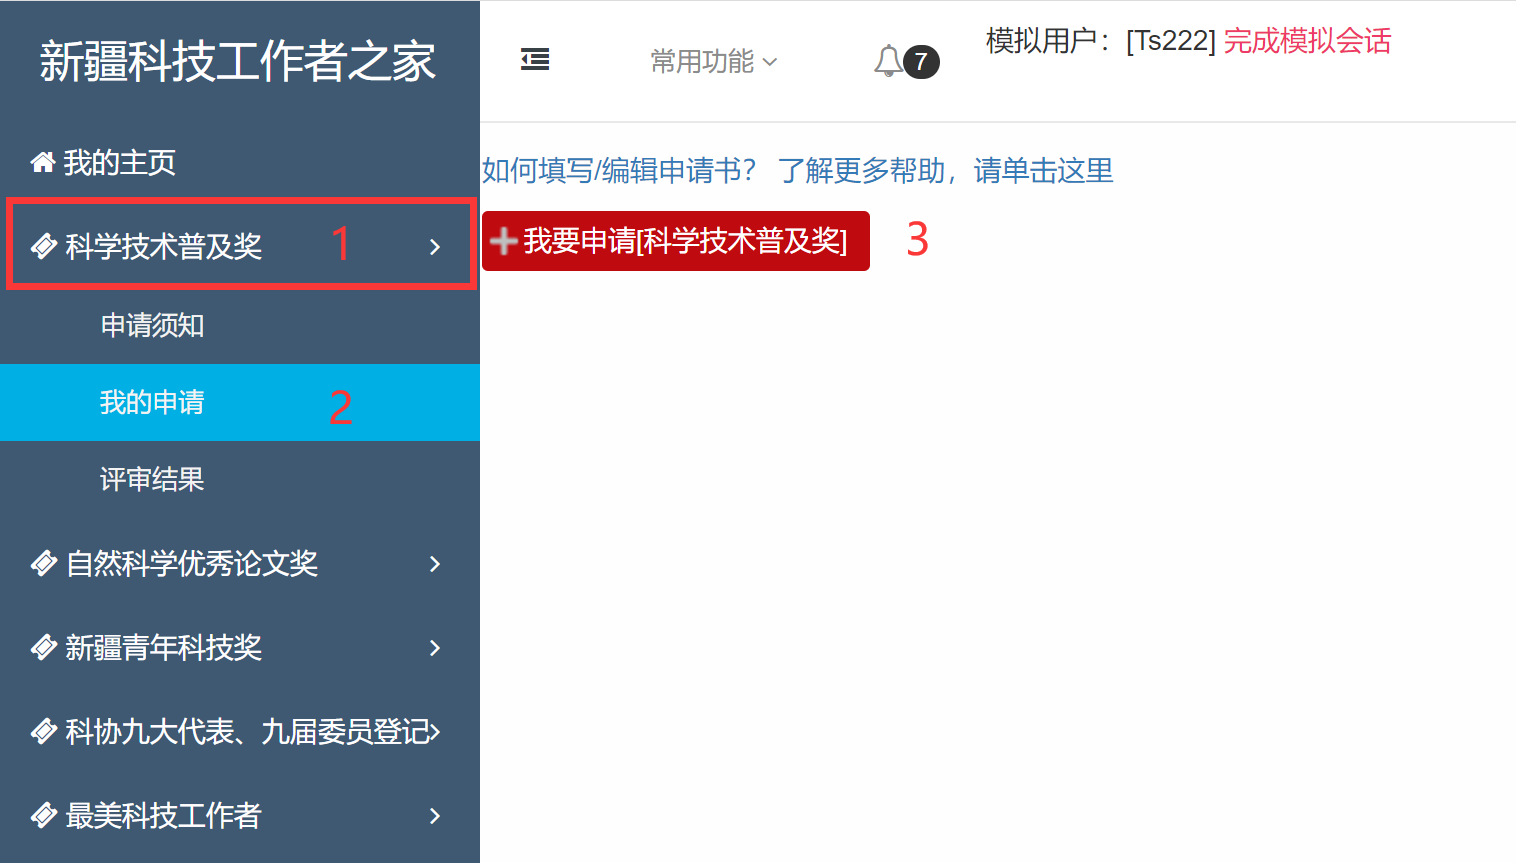 新疆科技工作者之家
常用功能
7
模拟用户：[Ts222] 完成模拟会话
我的主页
科学技术普及奖 1
申请须知
我的申请 2
评审结果
自然科学优秀论文奖
新疆青年科技奖
科协九大代表、九届委员登记
最美科技工作者
如何填写/编辑申请书？ 了解更多帮助，请单击这里
我要申请[科学技术普及奖] 3